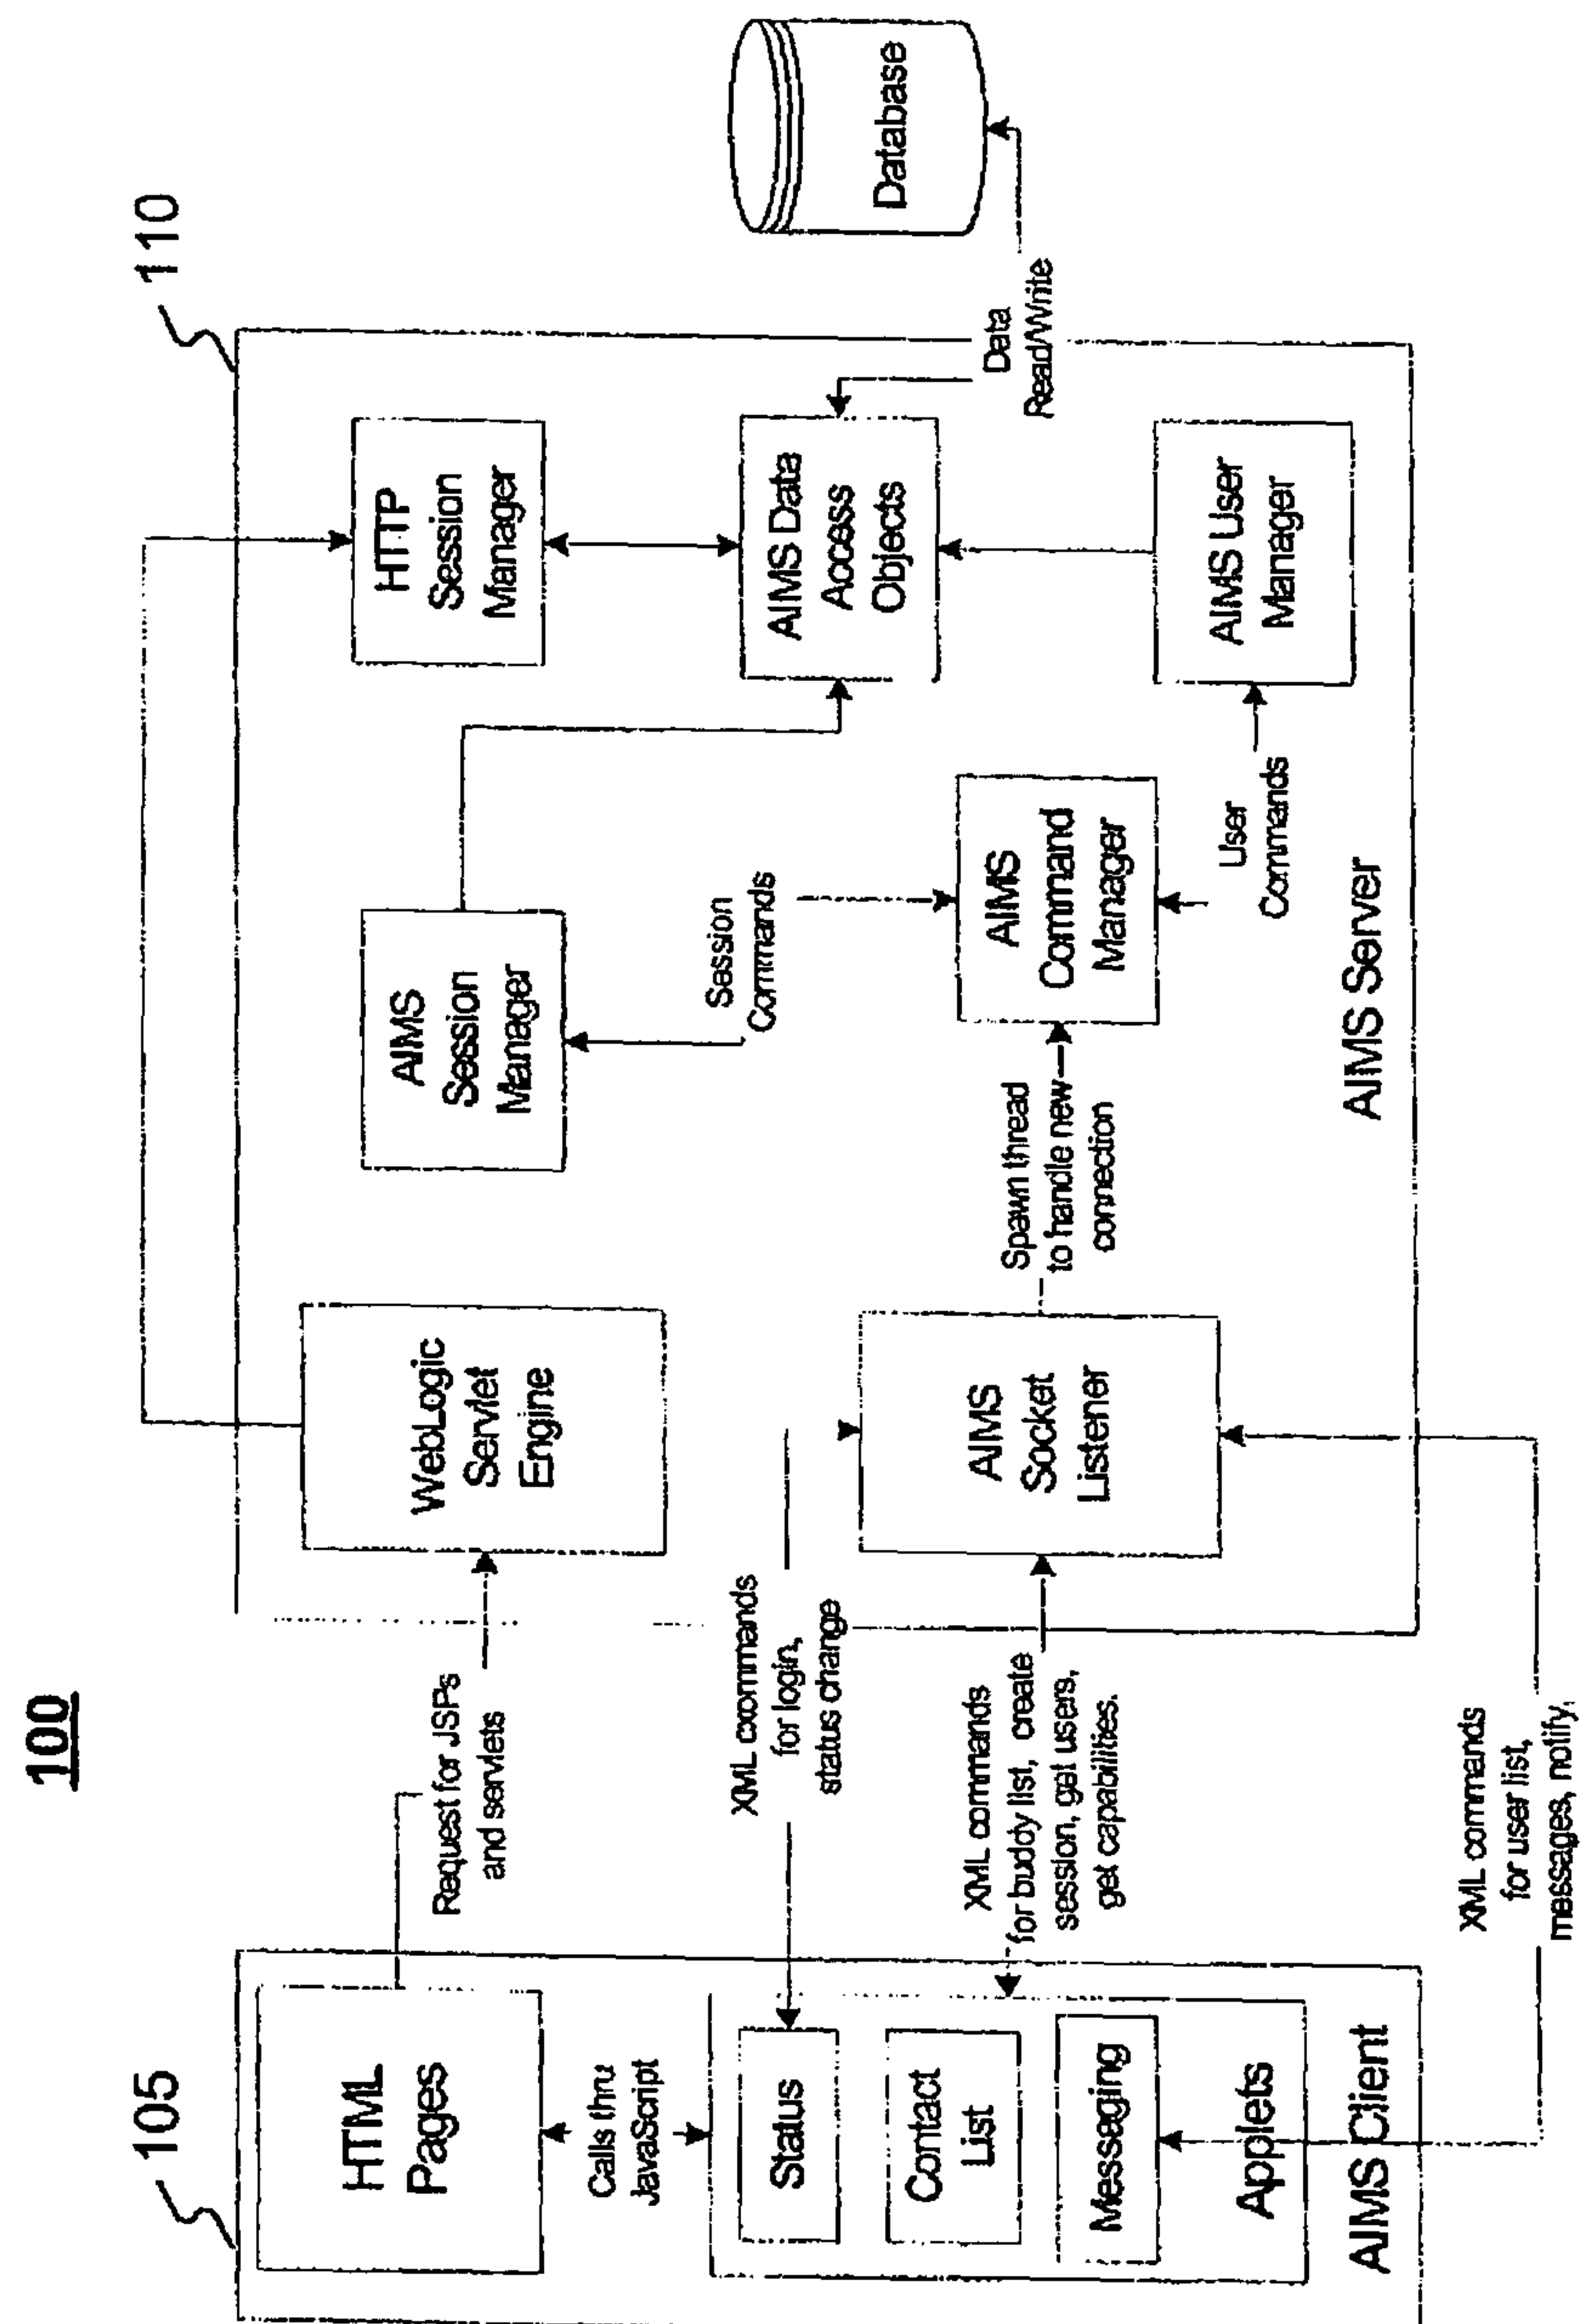 100
105
110
HTML
Pages
Calls thru
JavaScript
Status
Contact
List
Messaging
Applets
AIMS Client
Request for JSPs
and servlets
XML commands
for login,
status change
XML commands
for buddy list, create
session, get users,
get capabilities.
XML commands
for user list,
messages, notify,
WebLogic
Servlet
Engine
AIMS
Socket
Listener
Spawn thread
to handle new
connection
AIMS
Session
Manager
Session
Commands
AIMS
Command
Manager
User
Commands
HTTP
Session
Manager
AIMS Data
Access
Objects
AIMS User
Manager
AIMS Server
Data
Read/Write
Database